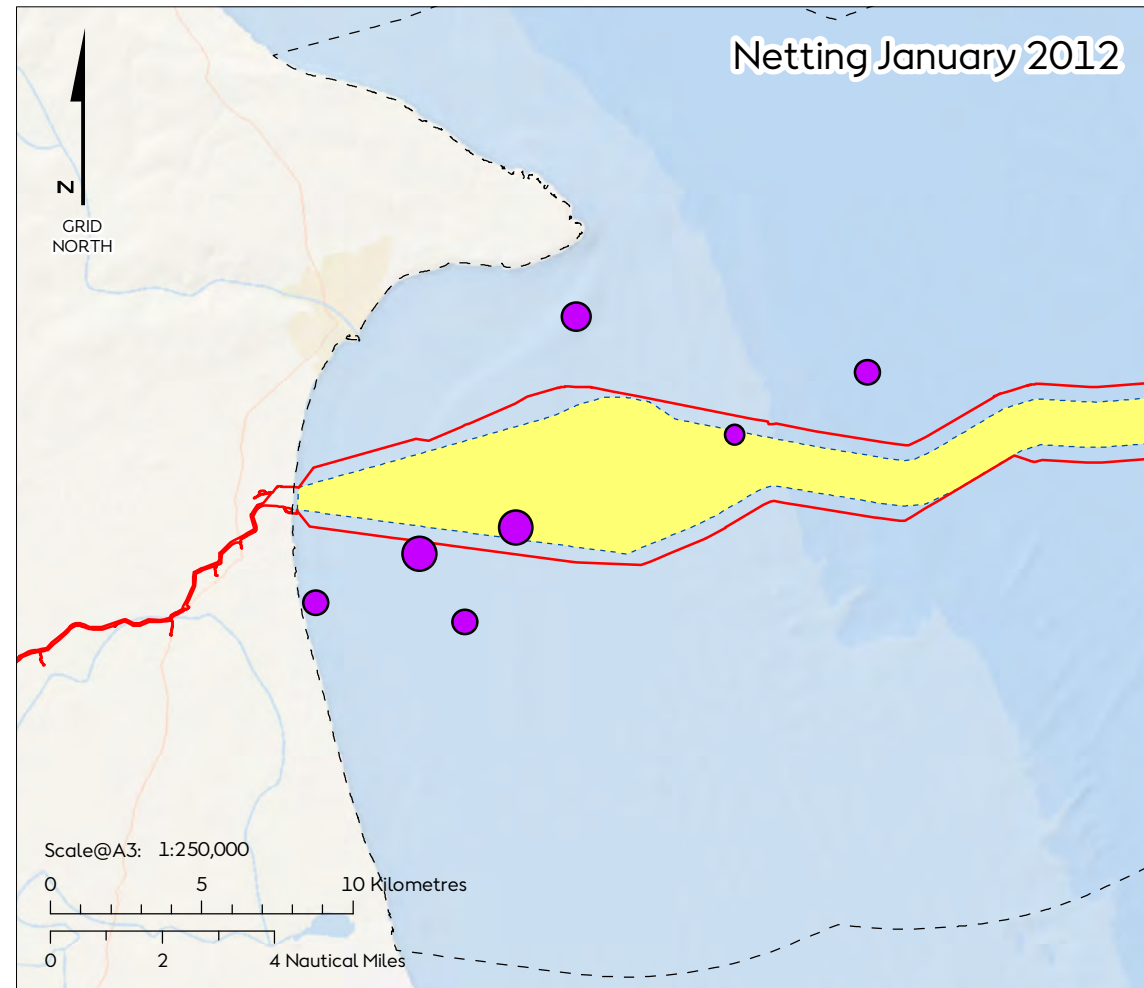 Netting January 2012
N
GRID
NORTH
Scale@A3: 1:250,000
0 5 10 Kilometres
0 2 4 Nautical Miles